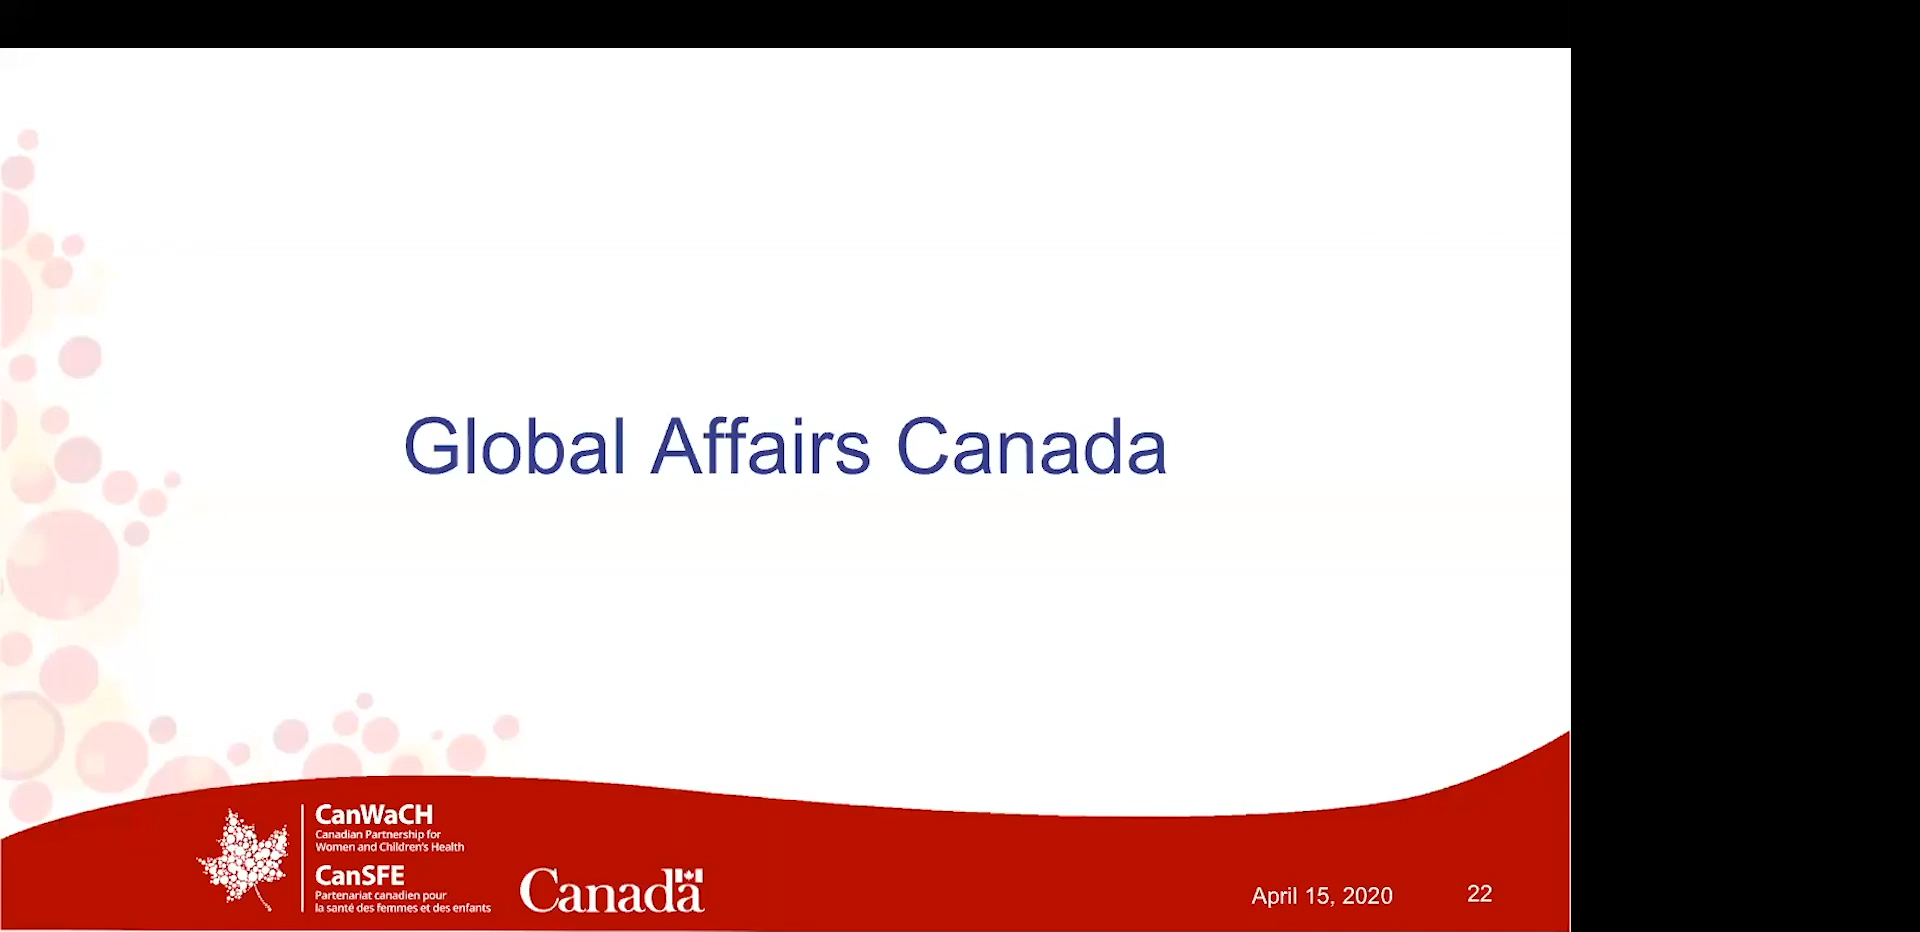 Global Affairs Canada
CanWaCH
Canadian Partnership for
Women and Children's Health
CanSFE
Partenariat canadien pour
la santé des femmes et des enfants
Canada
April 15, 2020
22